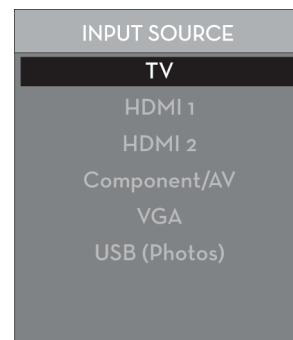 INPUT SOURCE
TV
HDMI 1
HDMI 2
Component/AV
VGA
USB (Photos)